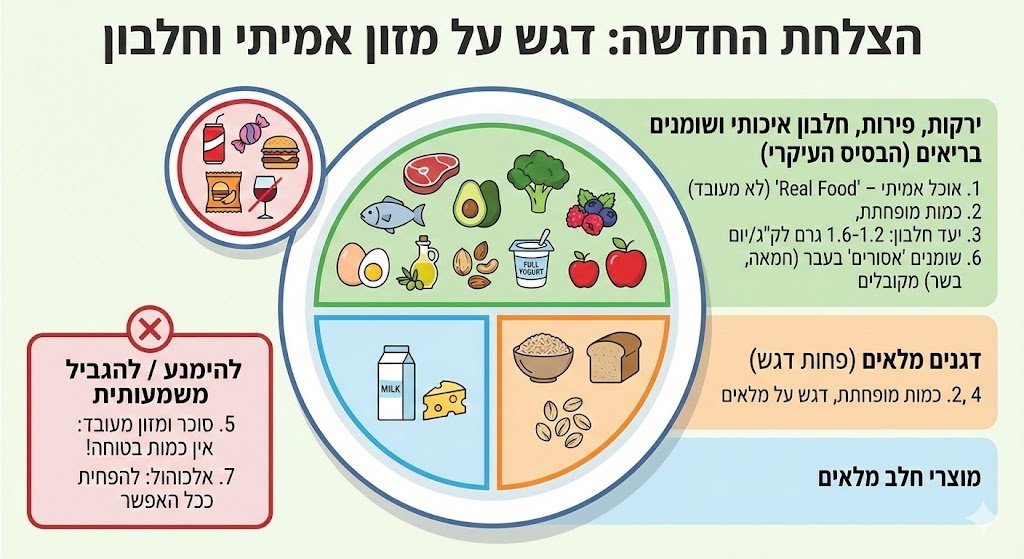 הצלחת החדשה: דגש על מזון אמיתי וחלבון
ירקות, פירות, חלבון איכותי ושומנים
בריאים (הבסיס העיקרי)
1. אוכל אמיתי – 'Real Food' (לא מעובד)
2. כמות מופחתת,
3. יעד חלבון: 1.6-1.2 גרם לק"ג/יום
6. שומנים 'אסורים' בעבר (חמאה,
בשר) מקובלים
FULL
YOGURT
MILK
דגנים מלאים (פחות דגש)
2, 4. כמות מופחתת, דגש על מלאים
מוצרי חלב מלאים
להימנע / להגביל
משמעותית
5. סוכר ומזון מעובד:
אין כמות בטוחה!
7. אלכוהול: להפחית
ככל האפשר